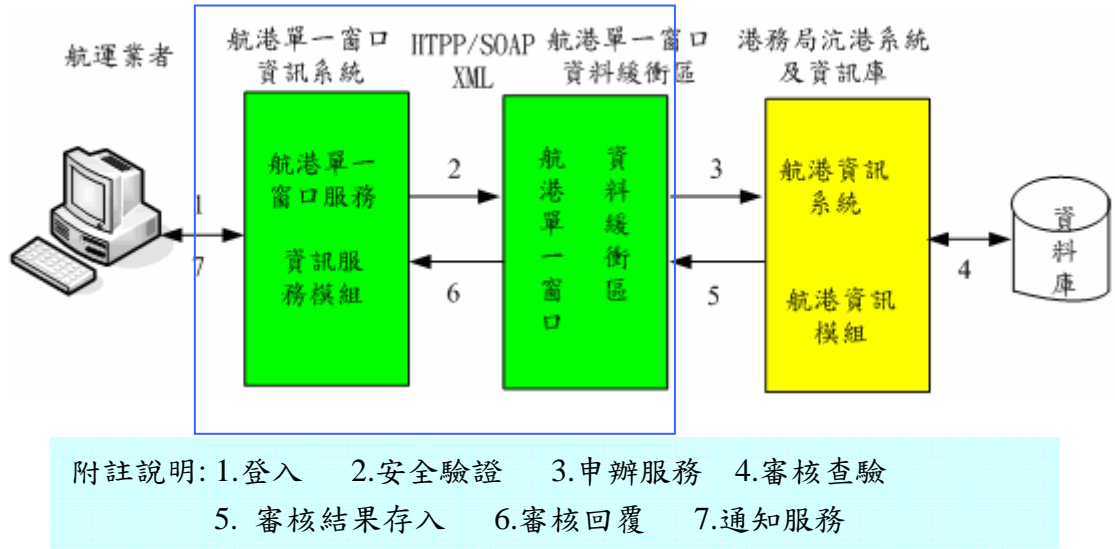 航運業者
航港單一窗口
資訊系統
HTPP/SOAP
XML
航港單一窗口
資料緩衝區
港務局沆港系統
及資訊庫
1
7
航港單一
窗口服務
資訊服
務模組
2
6
航港單一窗口
資料緩衝區
3
5
航港資訊
系統
航港資訊
模組
4
資料庫
附註說明: 1.登入 2.安全驗證 3.申辦服務 4.審核查驗
5. 審核結果存入 6.審核回覆 7.通知服務